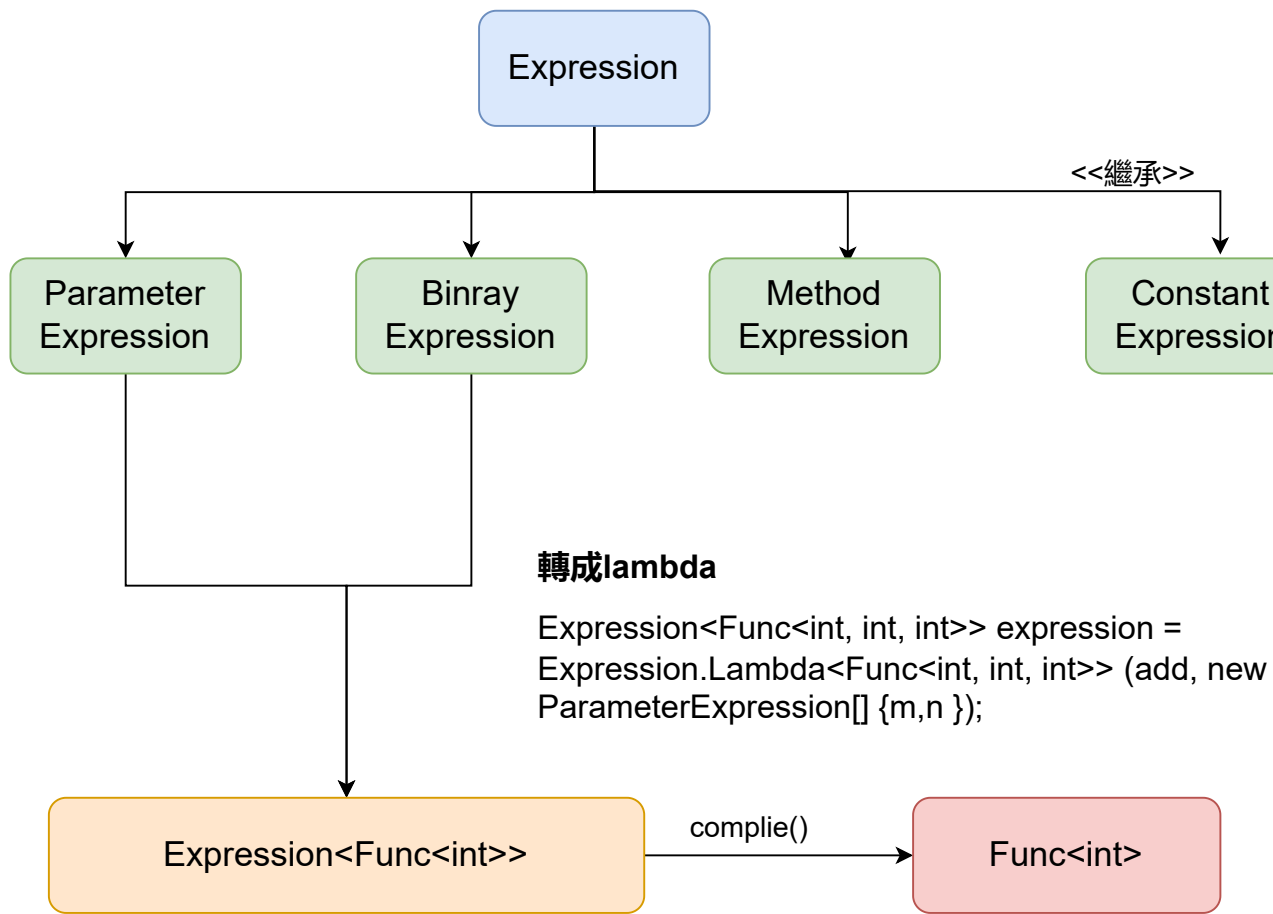 Expression
<<繼承>>
Parameter
Expression
Binray
Expression
Method
Expression
Constant
Expression
轉成lambda
Expression<Func<int, int, int>> expression =
Expression.Lambda<Func<int, int, int>> (add, new
ParameterExpression[] {m,n });
Expression<Func<int>>
complie()
Func<int>